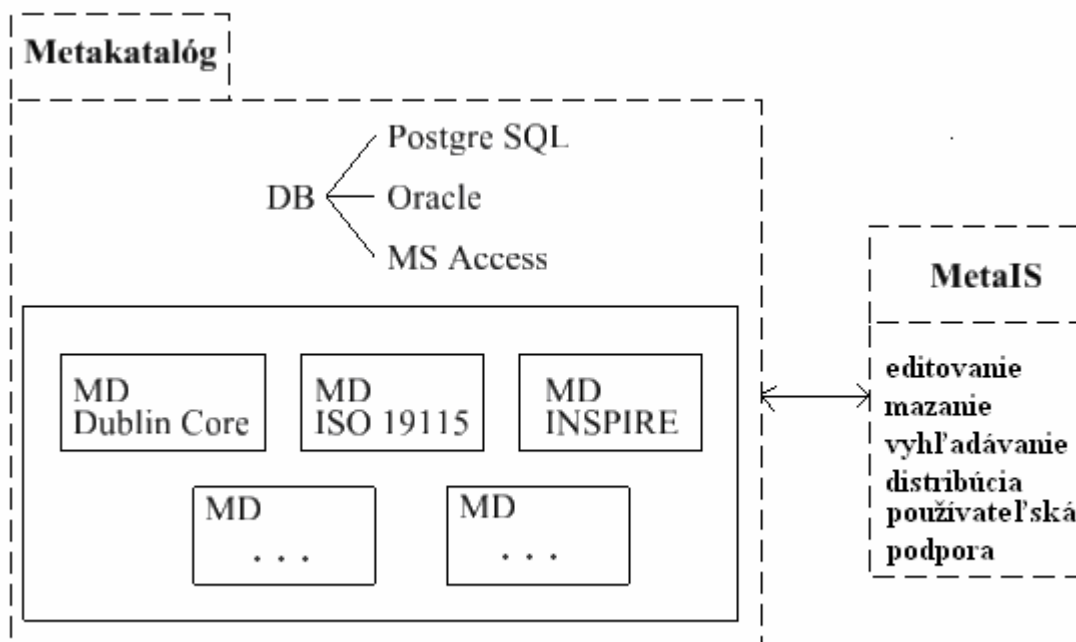 Metakatalóg
Postgre SQL
DB
Oracle
MS Access
MetaIS
editovanie
mazanie
vyhľadávanie
distribúcia
používateľská
podpora
MD
Dublin Core
MD
ISO 19115
MD
INSPIRE
MD
. . .
MD
. . .